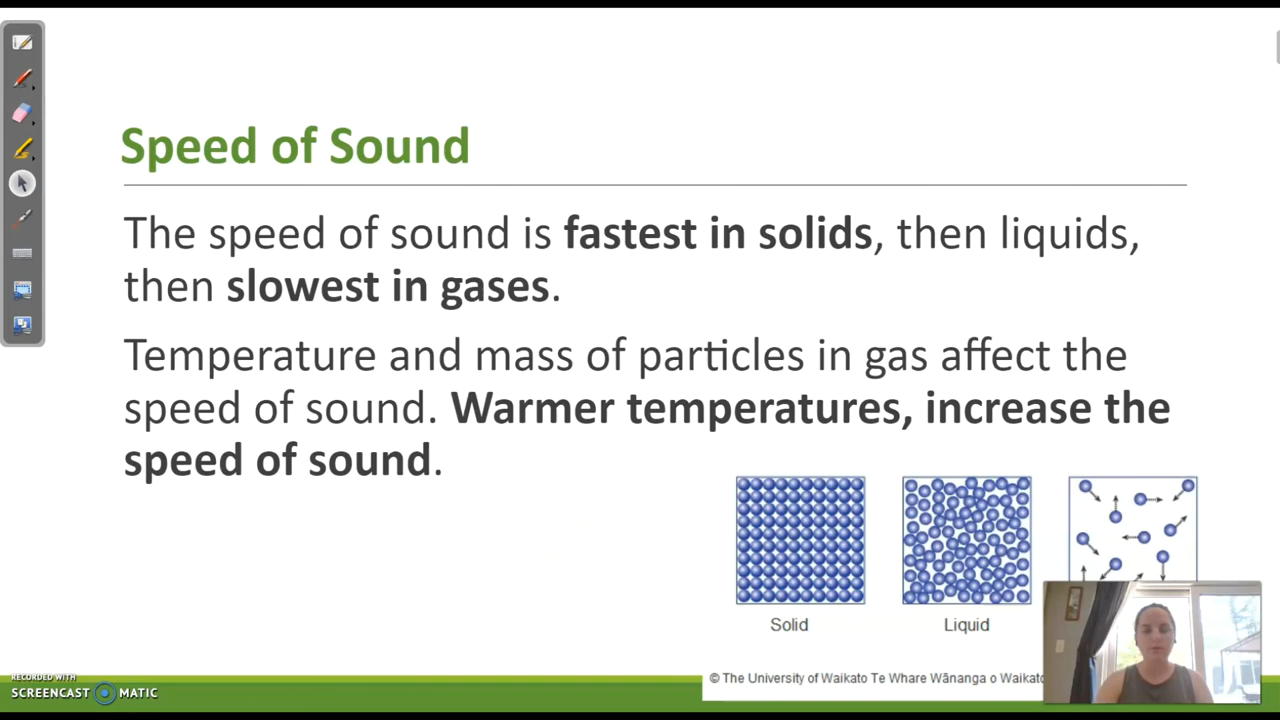 Speed of Sound
The speed of sound is fastest in solids, then liquids,
then slowest in gases.
Temperature and mass of particles in gas affect the
speed of sound. Warmer temperatures, increase the
speed of sound.
Solid
Liquid
© The University of Waikato Te Whare Wānanga o Waikato
RECORDED WITH
SCREENCAST MATIC